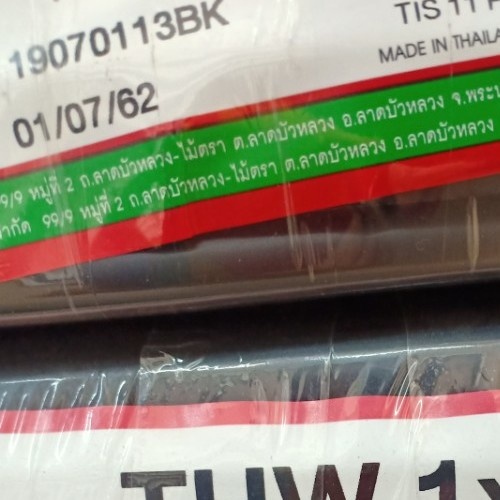 19070113BK
TIS 11
MADE IN THAILA
01/07/62
99/9 หมู่ที่ 2 ถ.ลาดบัวหลวง-ไม้ตรา ต.ลาดบัวหลวง อ.ลาดบัวหลวง จ.พระน
จำกัด 99/9 หมู่ที่ 2 ถ.ลาดบัวหลวง-ไม้ตรา ต.ลาดบัวหลวง อ.ลาดบัวหลวง
THW 1x